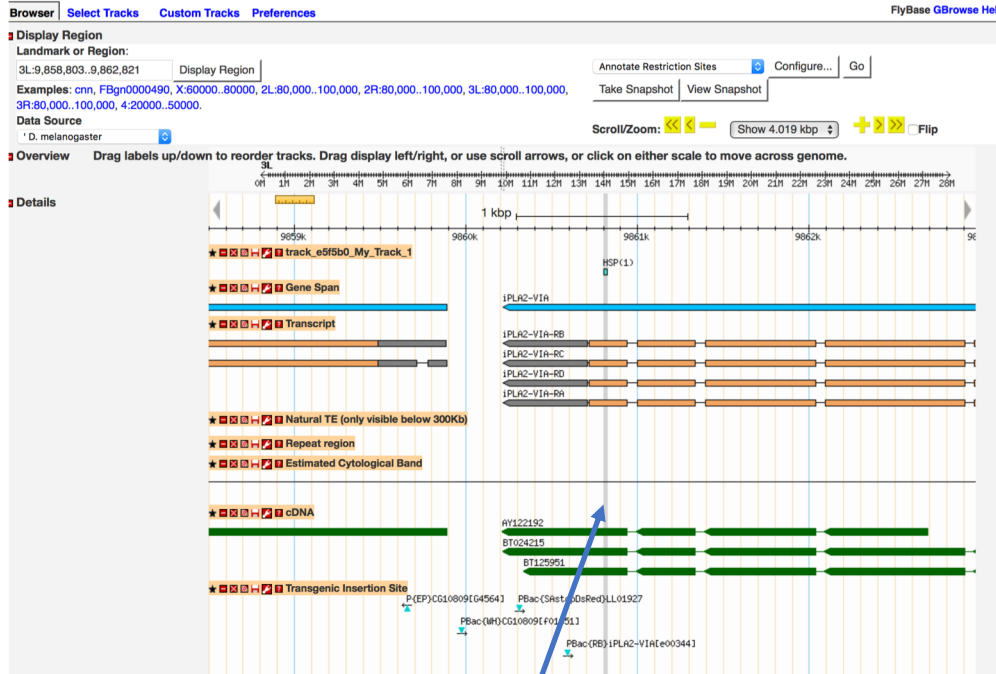 Browser Select Tracks Custom Tracks Preferences FlyBase GBrowse Hel
Display Region
Landmark or Region:
3L:9,858,803..9,862,821 Display Region
Annotate Restriction Sites Configure... Go
Examples: cnn, FBgn0000490, X:60000..80000, 2L:80,000..100,000, 2R:80,000..100,000, 3L:80,000..100,000,
3R:80,000..100,000, 4:20000..50000.
Take Snapshot View Snapshot
Data Source
' D. melanogaster
Scroll/Zoom: << < Show 4.019 kbp > >> Flip
Overview Drag labels up/down to reorder tracks. Drag display left/right, or use scroll arrows, or click on either scale to move across genome.
3L
0M 1M 2M 3M 4M 5M 6M 7M 8M 9M 10M 11M 12M 13M 14M 15M 16M 17M 18M 19M 20M 21M 22M 23M 24M 25M 26M 27M 28M
Details
1 kbp
9859k 9860k 9861k 9862k 98
track_e5f5b0_My_Track_1
HSP(1)
Gene Span
iPLA2-VIA
Transcript
iPLA2-VIA-RB
iPLA2-VIA-RC
iPLA2-VIA-RD
iPLA2-VIA-RA
Natural TE (only visible below 300Kb)
Repeat region
Estimated Cytological Band
cDNA
AY122192
BT024215
BT125951
Transgenic Insertion Site
P{EP}CG10809[G4564] PBac{SAstopDsRed}LL01927
PBac{WH}CG10809[f01 51]
PBac{RB}iPLA2-VIA[e00344]